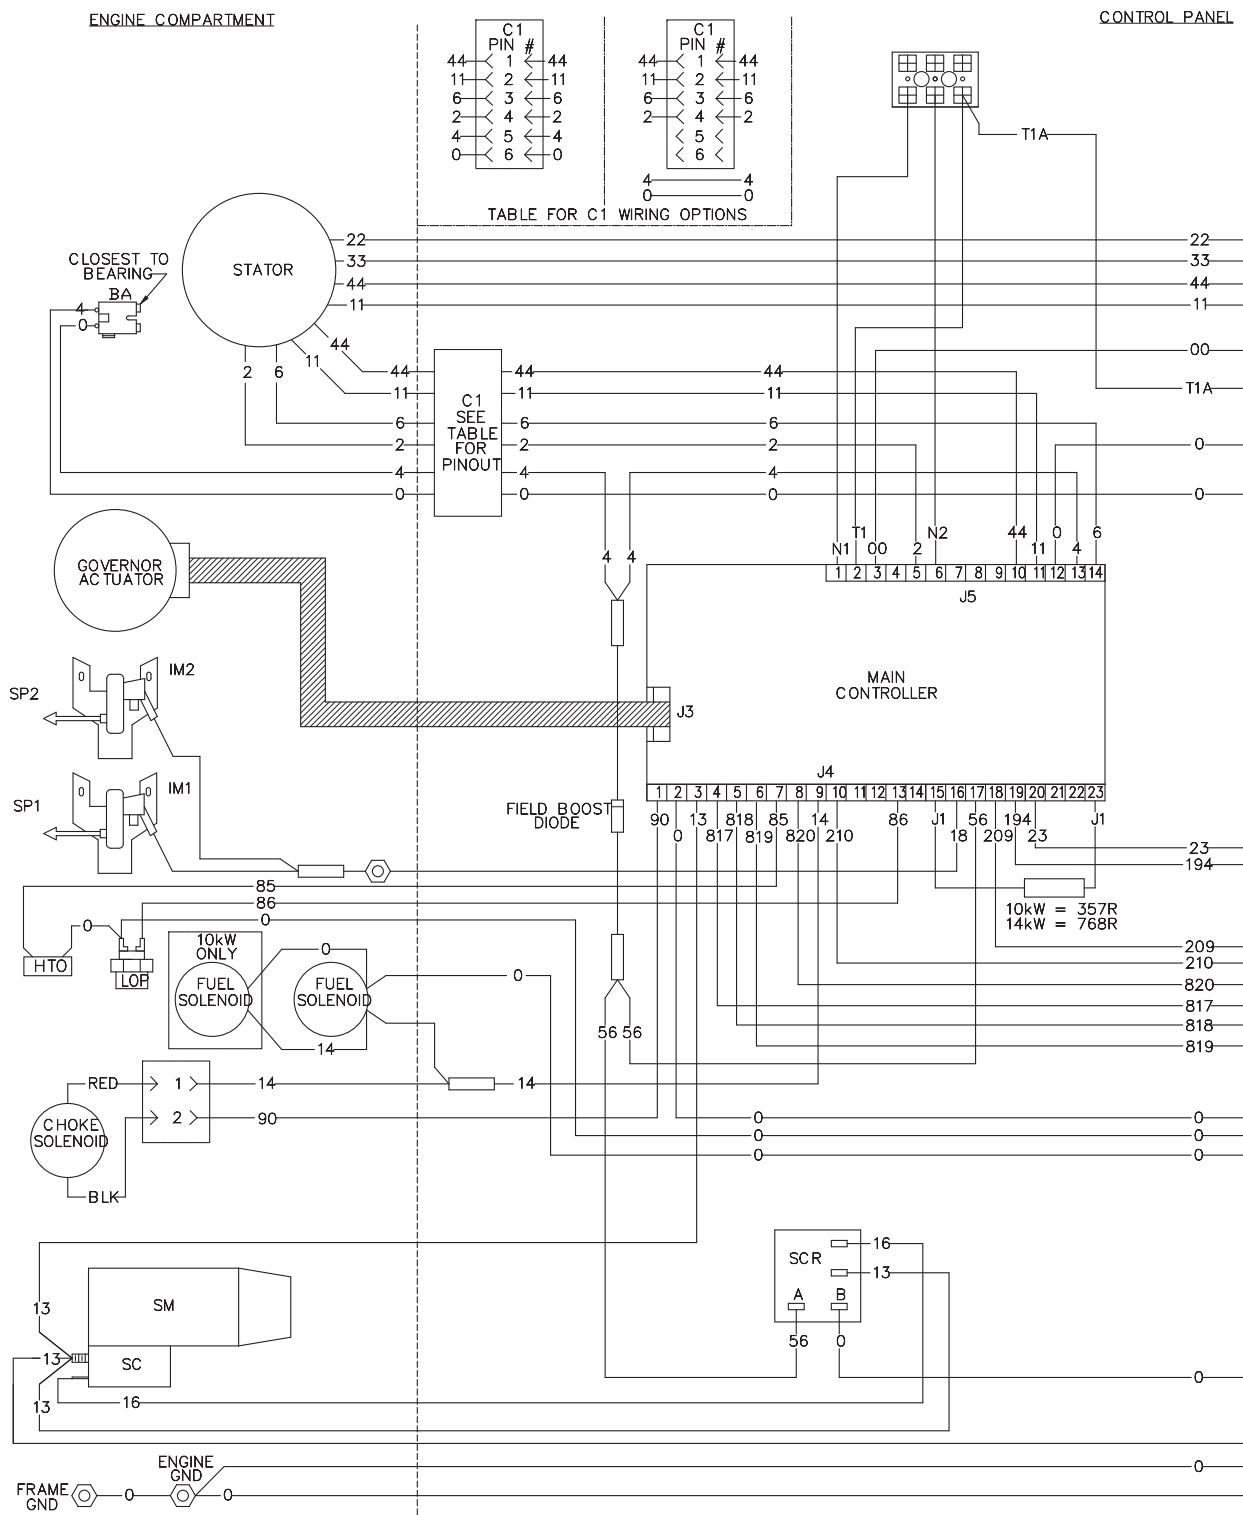 ENGINE COMPARTMENT
CONTROL PANEL
C1
PIN #
44 1 44
11 2 11
6 3 6
2 4 2
4 5 4
0 6 0
C1
PIN #
44 1 44
11 2 11
6 3 6
2 4 2
5
6
4 4
0 0
TABLE FOR C1 WIRING OPTIONS
T1A
STATOR
22 22
33 33
44 44
11 11
CLOSEST TO
BEARING
BA
4
0
44
11
2 6
00
T1A
C1
SEE
TABLE
FOR
PINOUT
44 44 44
11 11 11
6 6 6
2 2 2 0
4 4 4
0 0 0 0
GOVERNOR
ACTUATOR
4 4
N1 T1 00 2 N2 44 11 0 4 6
1 2 3 4 5 6 7 8 9 10 11 12 13 14
J5
MAIN
CONTROLLER
J3
J4
1 2 3 4 5 6 7 8 9 10 11 12 13 14 15 16 17 18 19 20 21 22 23
90 13 818 85 14 86 J1 56 194 J1
0 817 819 820 210 18 209 23
IM2
SP2
IM1
SP1
FIELD BOOST
DIODE
23
194
10kW = 357R
14kW = 768R
85
86
0
0
HTO
LOP
10kW
ONLY
FUEL
SOLENOID
FUEL
SOLENOID
0
0
14
209
210
820
817
818
819
56 56
RED 1 14 14
2 90
CHOKE
SOLENOID
BLK
0 0
0 0
0 0
SCR
16
13
A B
56 0
0
13
SM
13
SC
16
13
ENGINE
GND
0
FRAME
GND
0 0